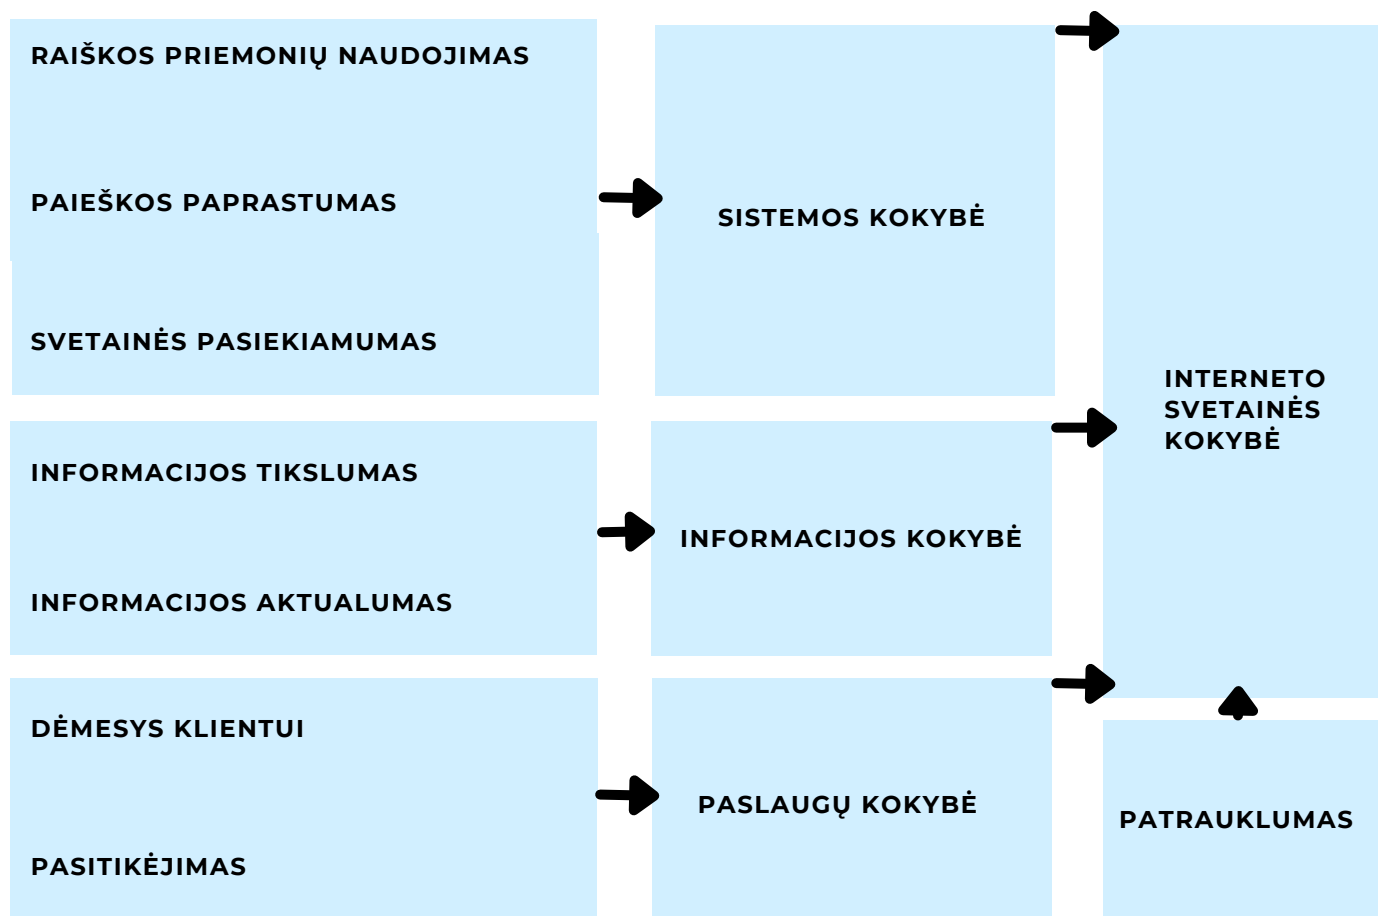 RAIŠKOS PRIEMONIŲ NAUDOJIMAS
PAIEŠKOS PAPRASTUMAS
SVETAINĖS PASIEKIAMUMAS
SISTEMOS KOKYBĖ
INFORMACIJOS TIKSLUMAS
INFORMACIJOS AKTUALUMAS
INFORMACIJOS KOKYBĖ
DĖMESYS KLIENTUI
PASITIKĖJIMAS
PASLAUGŲ KOKYBĖ
INTERNETO
SVETAINĖS
KOKYBĖ
PATRAUKLUMAS